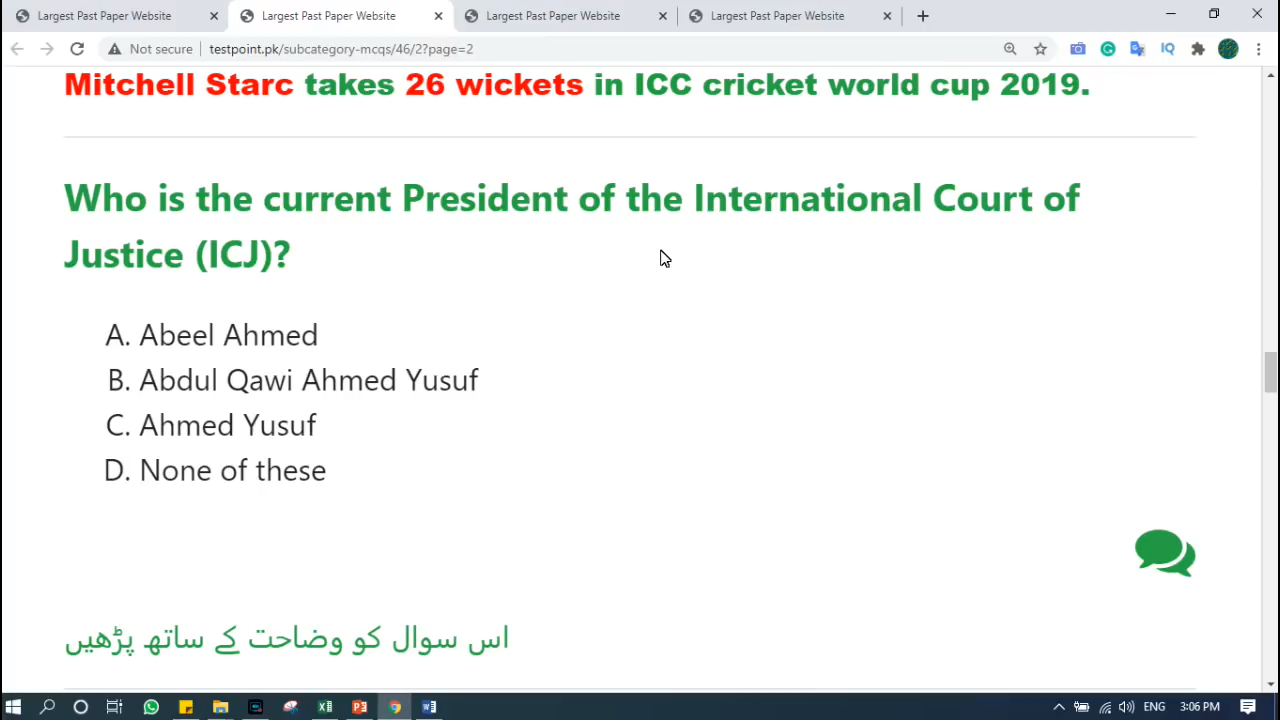 Largest Past Paper Website
Largest Past Paper Website
Largest Past Paper Website
Largest Past Paper Website
Not secure
testpoint.pk/subcategory-mcqs/46/2?page=2
IQ
Mitchell Starc takes 26 wickets in ICC cricket world cup 2019.
Who is the current President of the International Court of
Justice (ICJ)?
A. Abeel Ahmed
B. Abdul Qawi Ahmed Yusuf
C. Ahmed Yusuf
D. None of these
اس سوال کو وضاحت کے ساتھ پڑھیں
ENG
3:06 PM